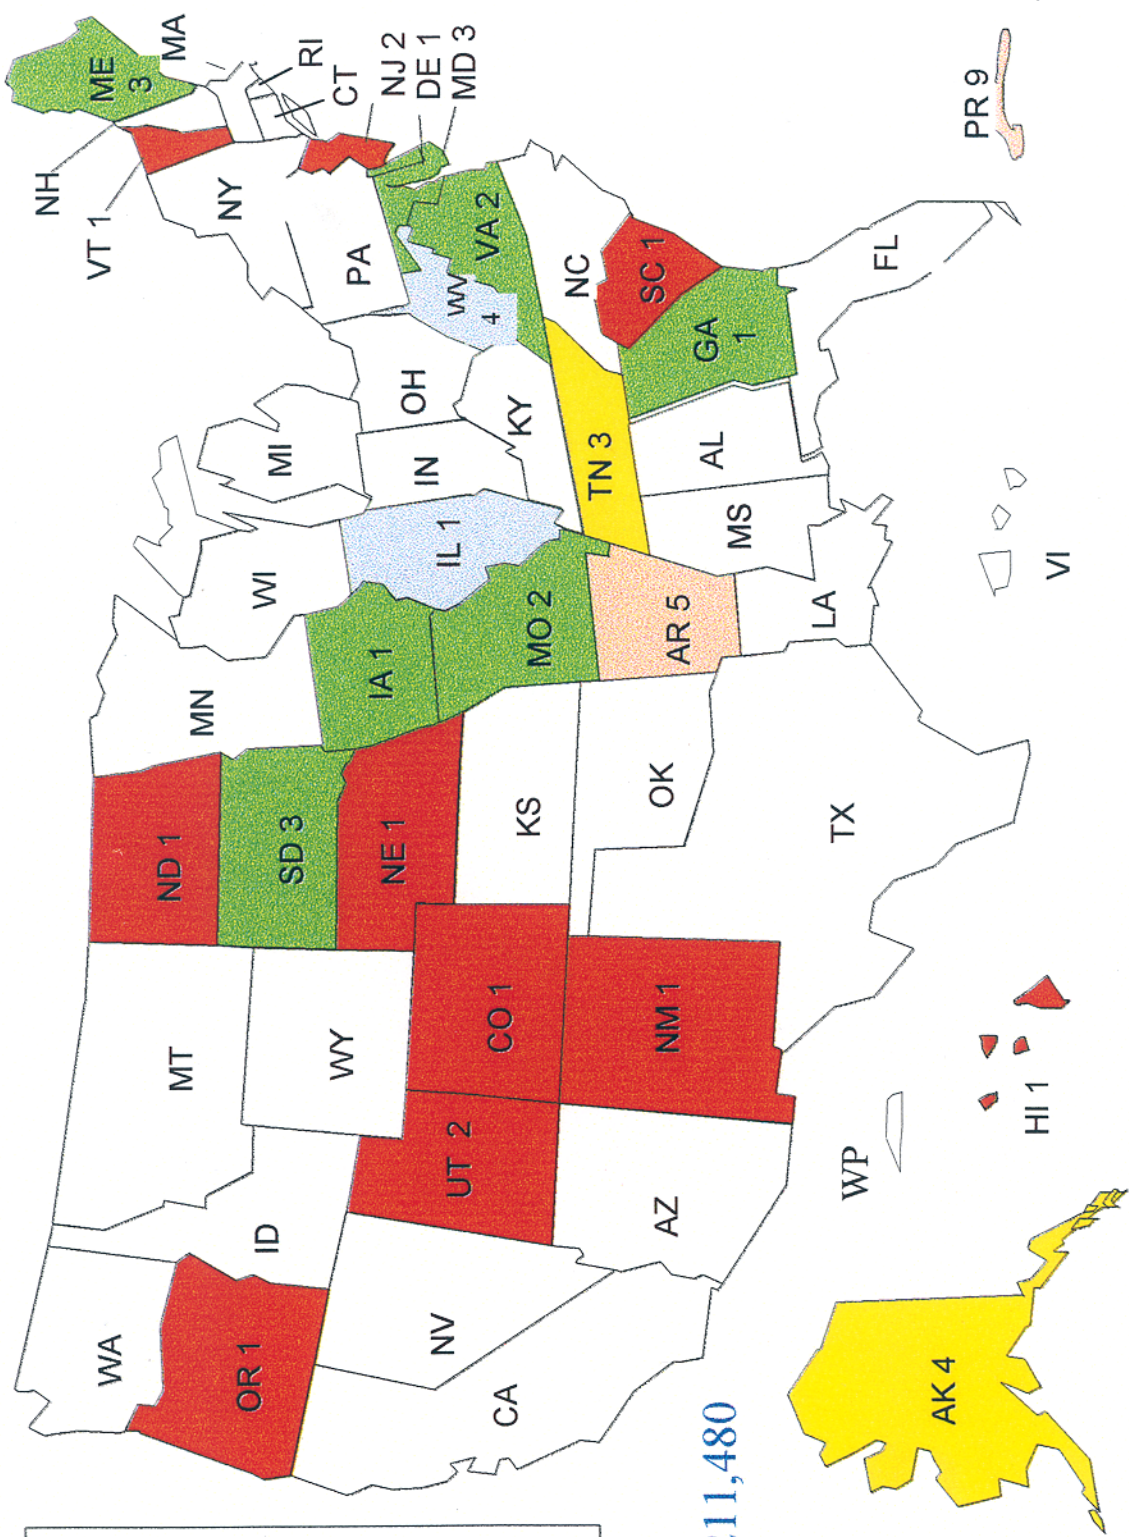 WA
OR 1
CA
ID
NV
MT
WY
UT 2
AZ
CO 1
NM 1
ND 1
SD 3
NE 1
KS
OK
TX
MN
IA 1
MO 2
AR 5
LA
WI
IL 1
MS
MI
IN
KY
TN 3
AL
OH
WV
4
VA 2
NC
SC 1
GA
1
FL
PA
NY
VT 1
NH
ME
3
MA
RI
CT
NJ 2
DE 1
MD 3
PR 9
VI
HI 1
WP
AK 4
11,480